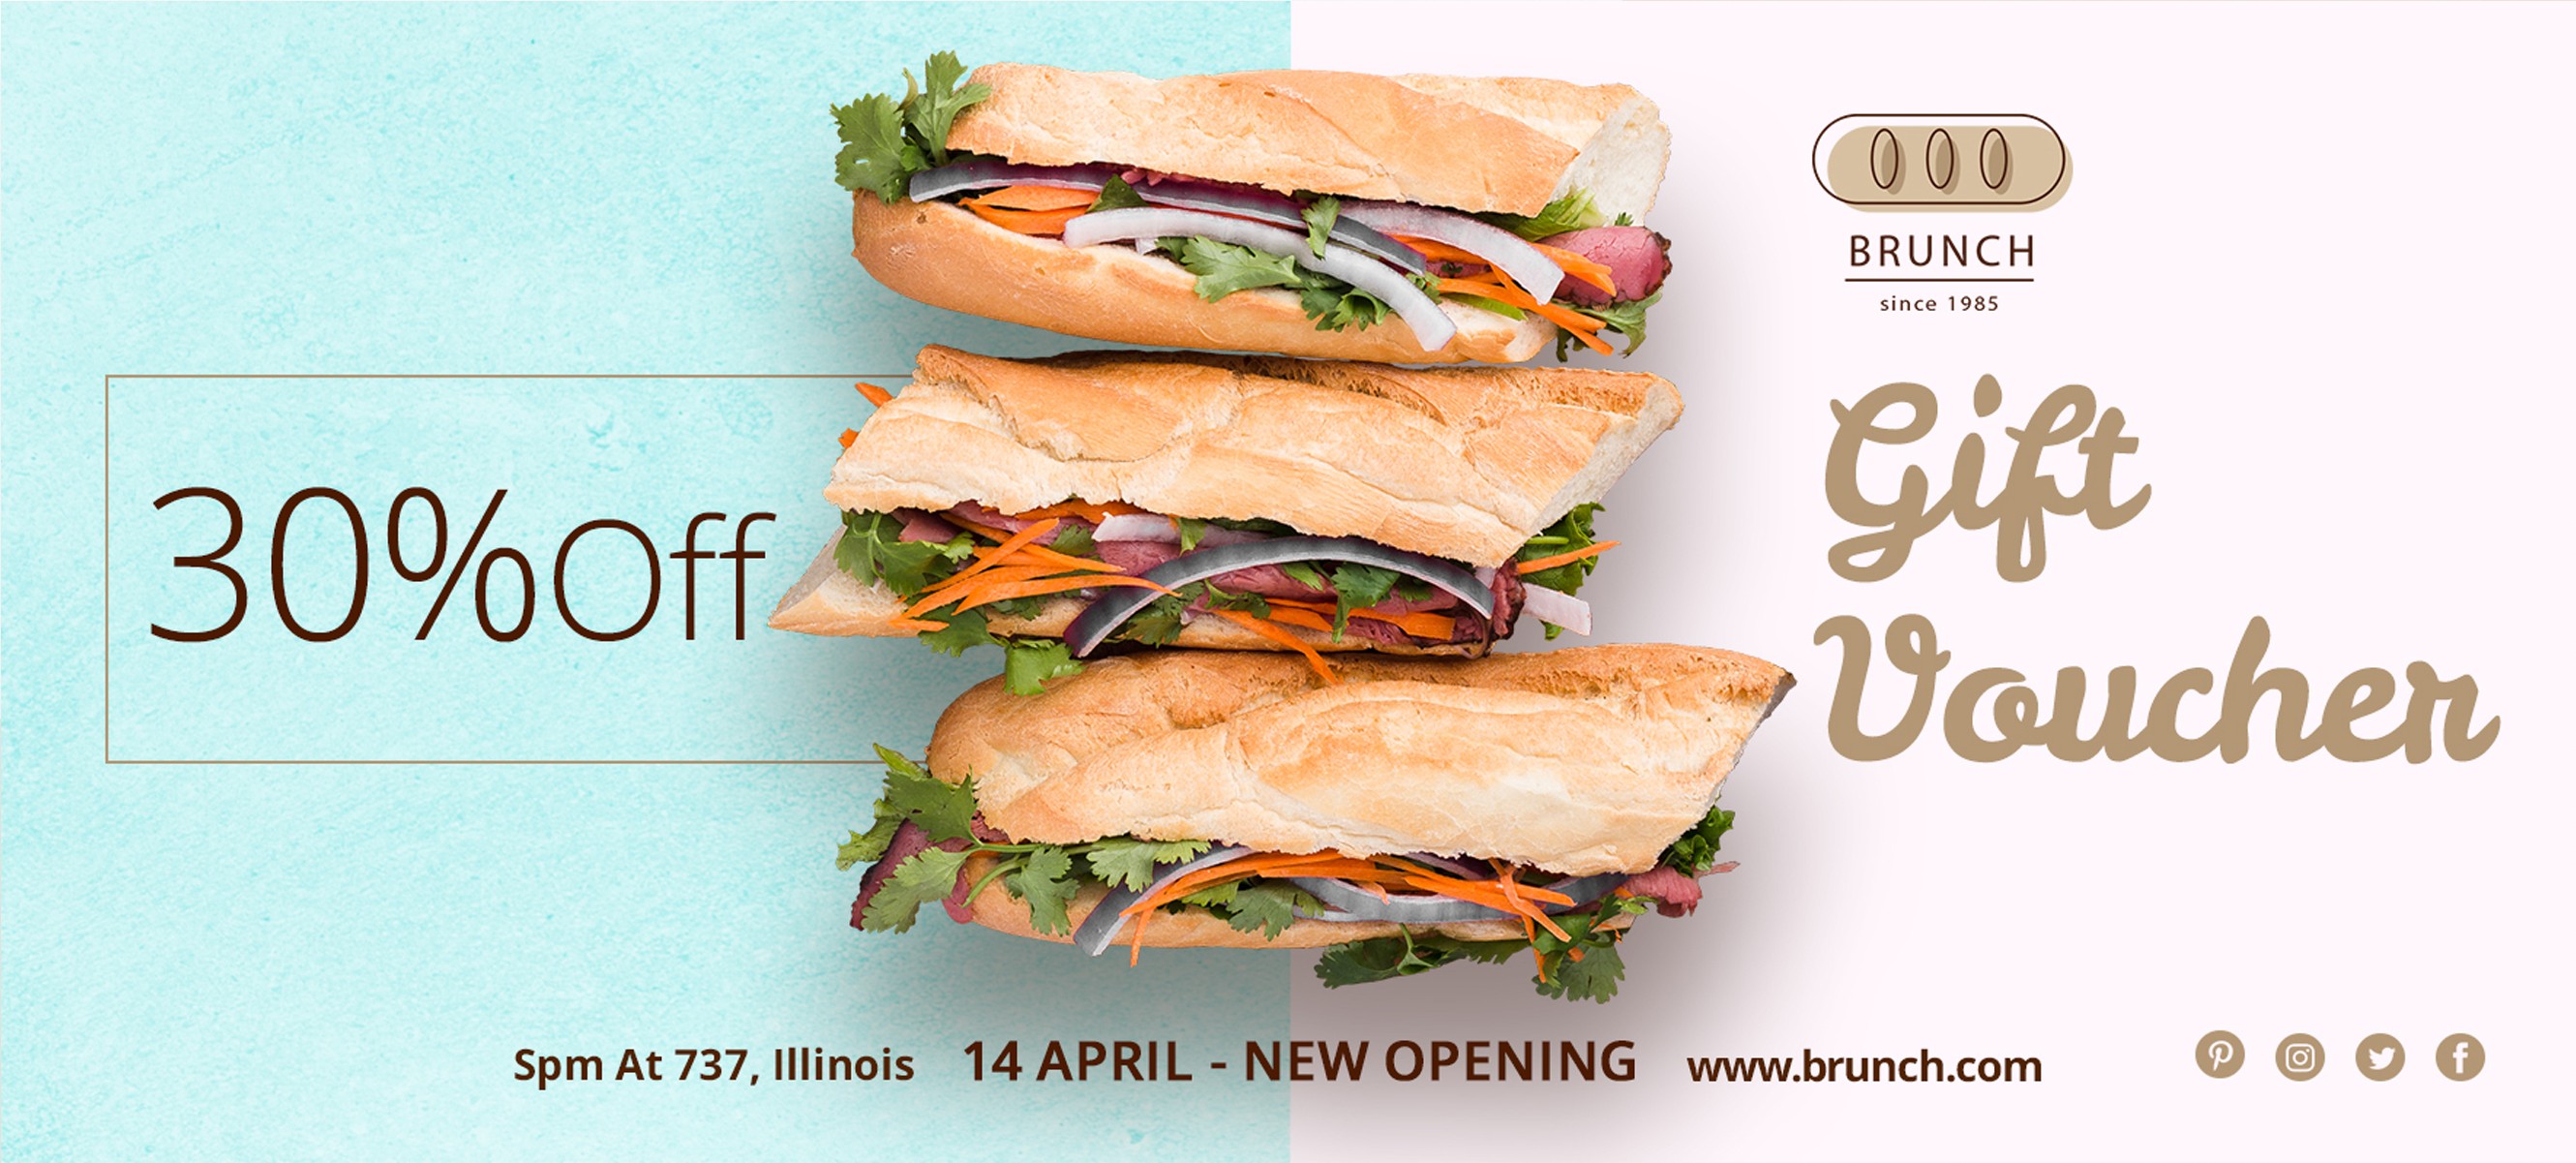 BRUNCH
since 1985
30%Off
Gift
Voucher
Spm At 737, Illinois
14 APRIL - NEW OPENING
www.brunch.com